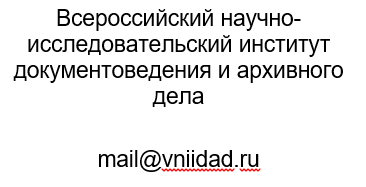 Всероссийский научно-
исследовательский институт
документоведения и архивного
дела
mail@vniidad.ru